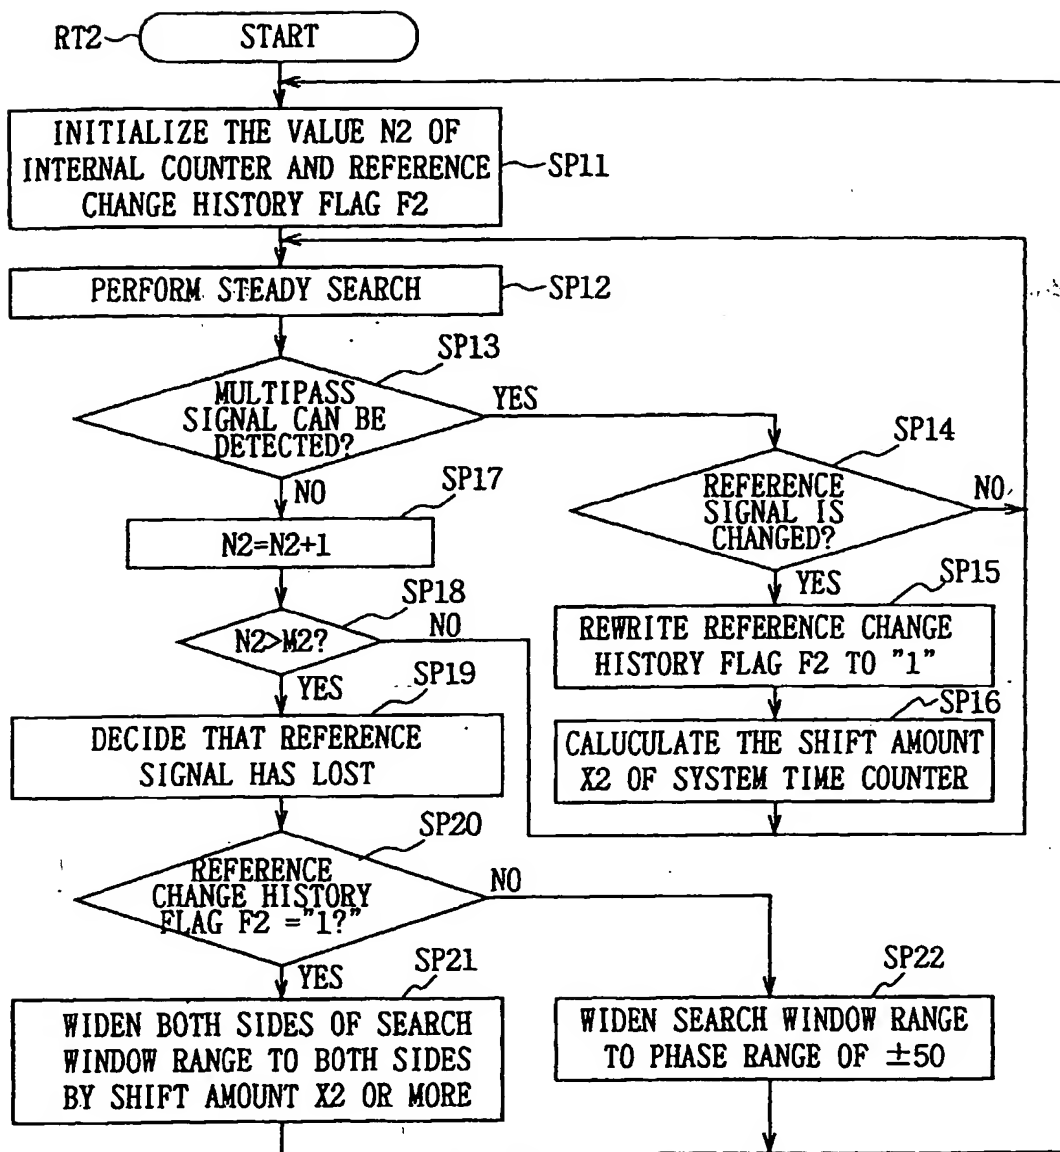 RT2
START
INITIALIZE THE VALUE N2 OF
INTERNAL COUNTER AND REFERENCE
CHANGE HISTORY FLAG F2
SP11
PERFORM STEADY SEARCH
SP12
SP13
MULTIPASS
SIGNAL CAN BE
DETECTED?
YES
NO
SP14
REFERENCE
SIGNAL IS
CHANGED?
NO
YES
SP15
REWRITE REFERENCE CHANGE
HISTORY FLAG F2 TO "1"
SP16
CALUCULATE THE SHIFT AMOUNT
X2 OF SYSTEM TIME COUNTER
SP17
N2=N2+1
SP18
N2>M2?
NO
YES
SP19
DECIDE THAT REFERENCE
SIGNAL HAS LOST
SP20
REFERENCE
CHANGE HISTORY
FLAG F2 ="1?"
NO
YES
SP21
WIDEN BOTH SIDES OF SEARCH
WINDOW RANGE TO BOTH SIDES
BY SHIFT AMOUNT X2 OR MORE
SP22
WIDEN SEARCH WINDOW RANGE
TO PHASE RANGE OF ±50